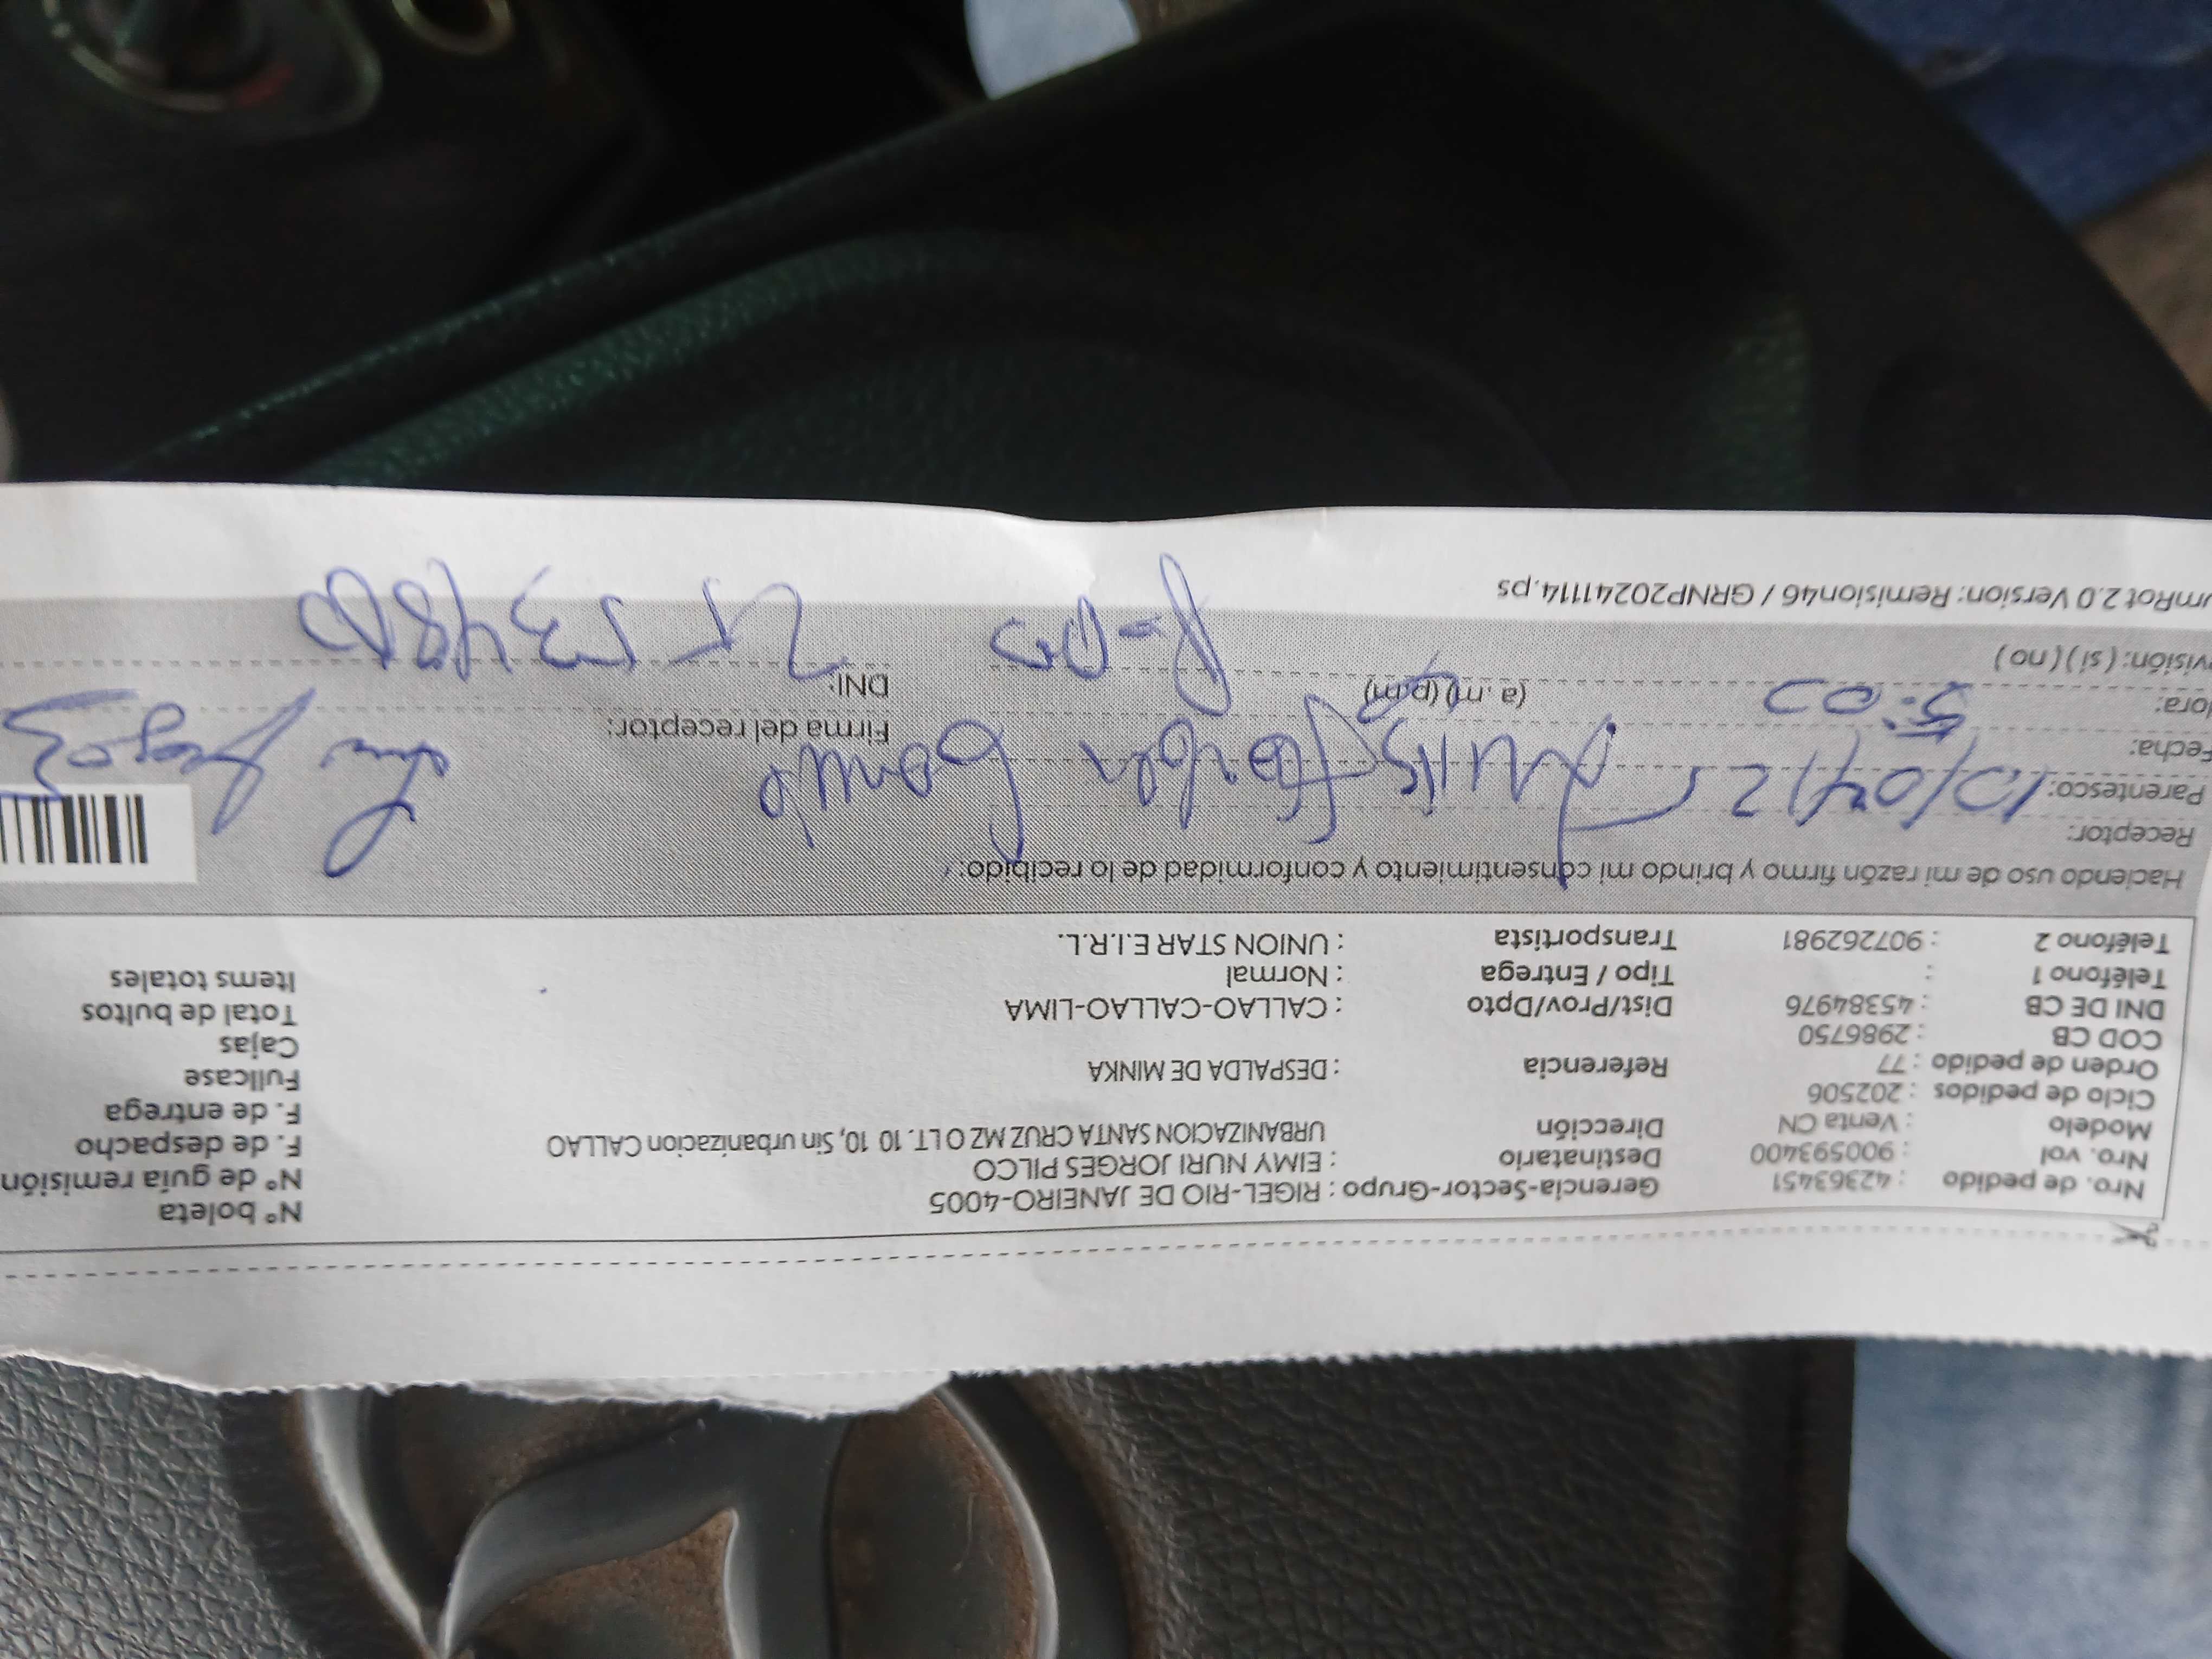 Nro. de pedido : 42363451 Gerencia-Sector-Grupo : RIGEL-RIO DE JANEIRO-4005 N° boleta
Nro. vol : 900593400 Destinatario : EIMY NURI JORGES PILCO N° de guía remisión
Modelo : Venta CN Dirección URBANIZACION SANTA CRUZ MZ O LT. 10 10, Sin urbanizacion CALLAO F. de despacho
Ciclo de pedidos : 202506 F. de entrega
Orden de pedido : 77 Referencia : DESPALDA DE MINKA Fullcase
COD CB : 2986750 Cajas
DNI DE CB : 45384976 Dist/Prov/Dpto : CALLAO-CALLAO-LIMA Total de bultos
Teléfono 1 : Tipo / Entrega : Normal Items totales
Teléfono 2 : 907262981 Transportista : UNION STAR E.I.R.L.
Haciendo uso de mi razón firmo y brindo mi consentimiento y conformidad de lo recibido:
Receptor:
Parentesco:
Fecha: Firma del receptor:
ora: 5:00 (a.m) (p.m) DNI:
visión: ( si ) ( no )
mRot 2.0 Version: Remision46 / GRNP20241114.ps